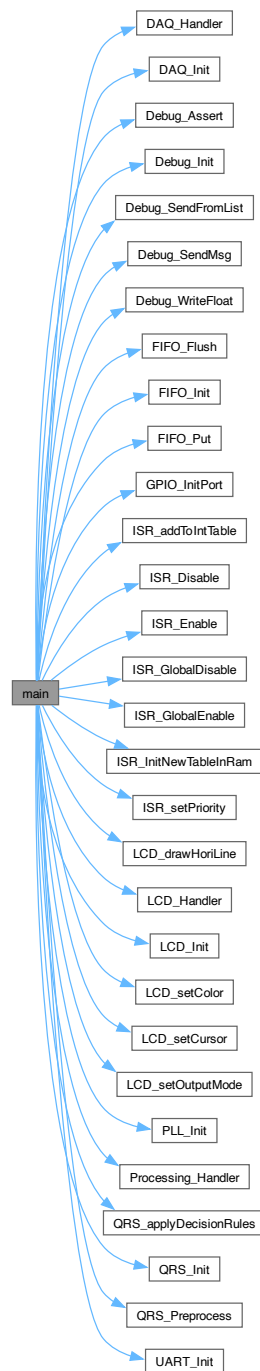 DAQ_Handler
DAQ_Init
Debug_Assert
Debug_Init
Debug_SendFromList
Debug_SendMsg
Debug_WriteFloat
FIFO_Flush
FIFO_Init
FIFO_Put
GPIO_InitPort
ISR_addToIntTable
ISR_Disable
ISR_Enable
ISR_GlobalDisable
main
ISR_GlobalEnable
ISR_InitNewTableInRam
ISR_setPriority
LCD_drawHoriLine
LCD_Handler
LCD_Init
LCD_setColor
LCD_setCursor
LCD_setOutputMode
PLL_Init
Processing_Handler
QRS_applyDecisionRules
QRS_Init
QRS_Preprocess
UART_Init